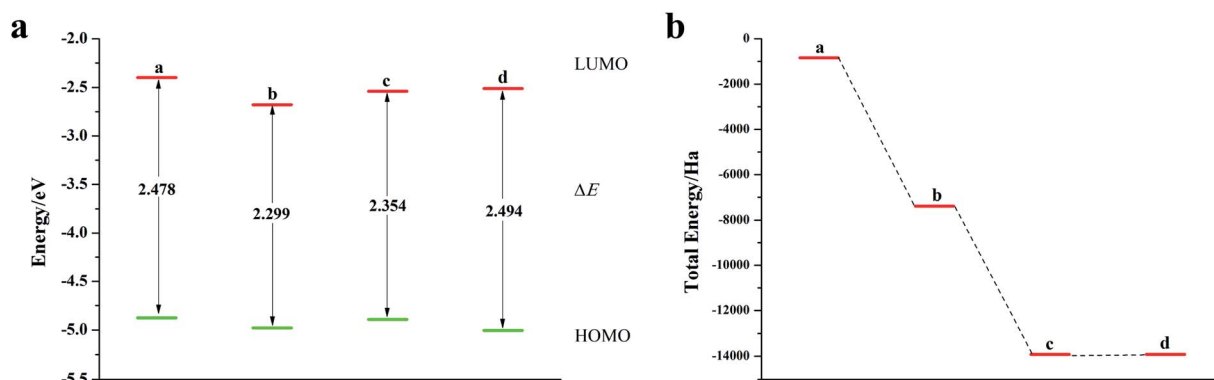 a
Energy/eV
-2.0
-2.5
-3.0
-3.5
-4.0
-4.5
-5.0
-5.5
a
b
c
d
2.478
2.299
2.354
2.494
LUMO
ΔE
HOMO
b
Total Energy/Ha
0
-2000
-4000
-6000
-8000
-10000
-12000
-14000
a
b
c
d